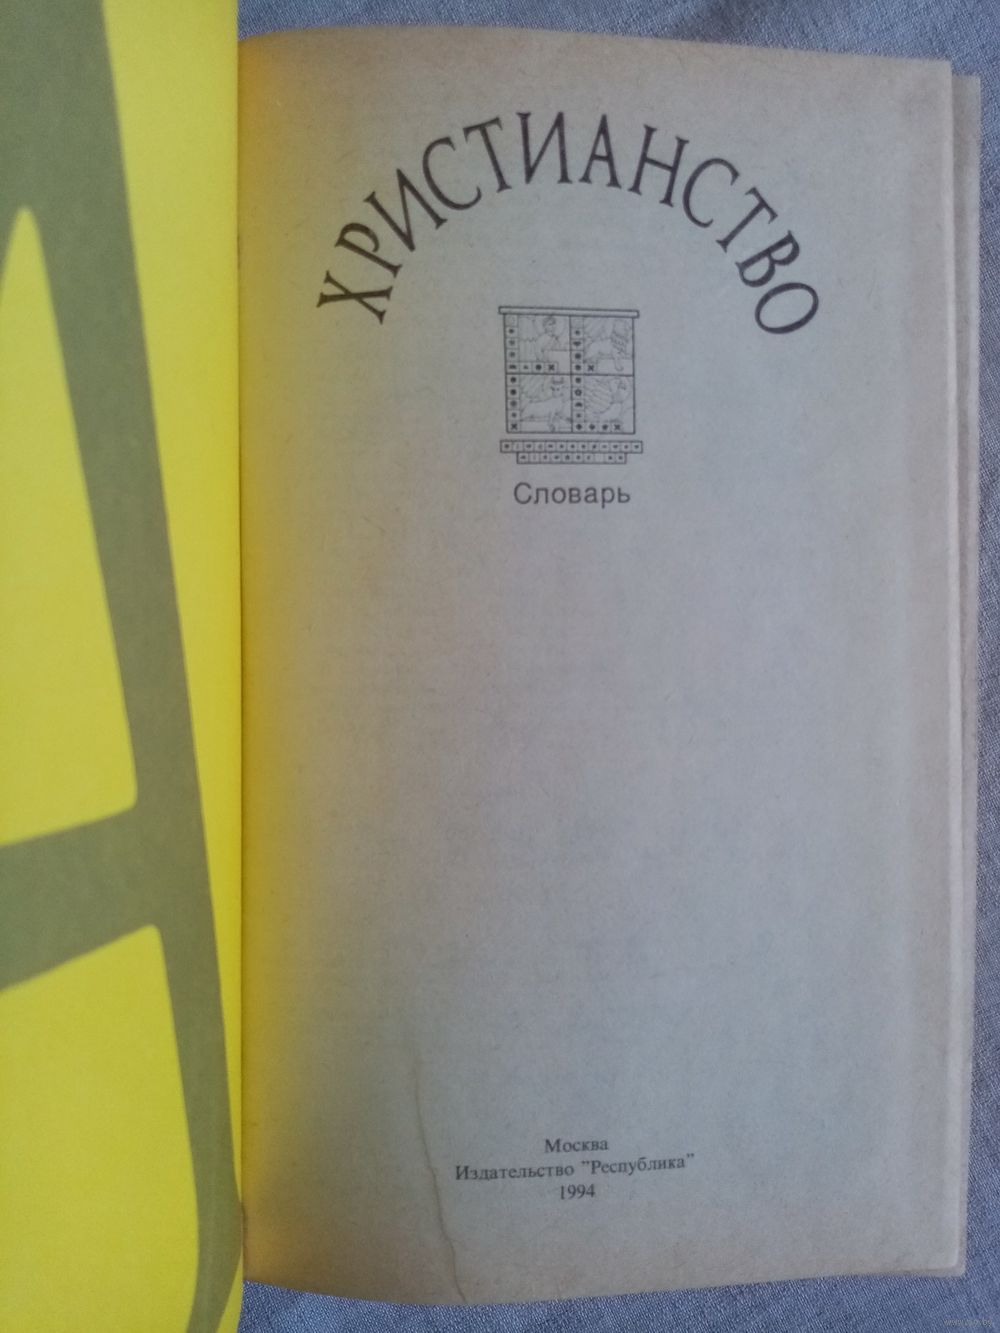 ХРИСТИАНСТВО
Словарь
Москва
Издательство "Республика"
1994